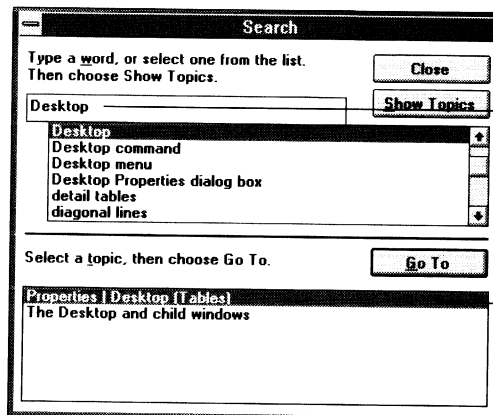 Search
Type a word, or select one from the list.
Then choose Show Topics.
Close
Desktop
Show Topics
Desktop
Desktop command
Desktop menu
Desktop Properties dialog box
detail tables
diagonal lines
Select a topic, then choose Go To.
Go To
Properties | Desktop (Tables)
The Desktop and child windows